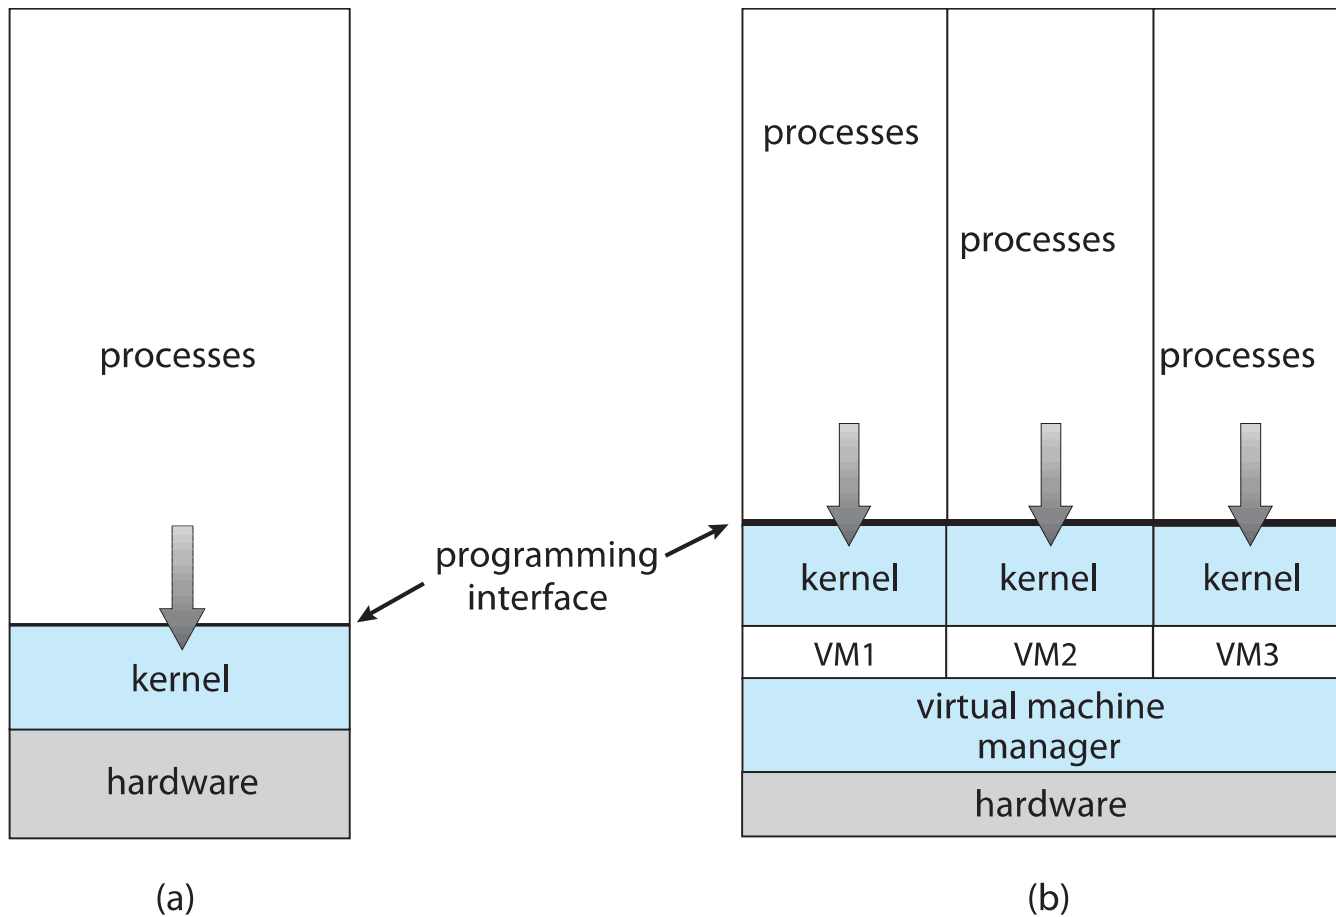 processes
kernel
hardware
(a)
programming
interface
processes
processes
processes
kernel
kernel
kernel
VM1
VM2
VM3
virtual machine
manager
hardware
(b)